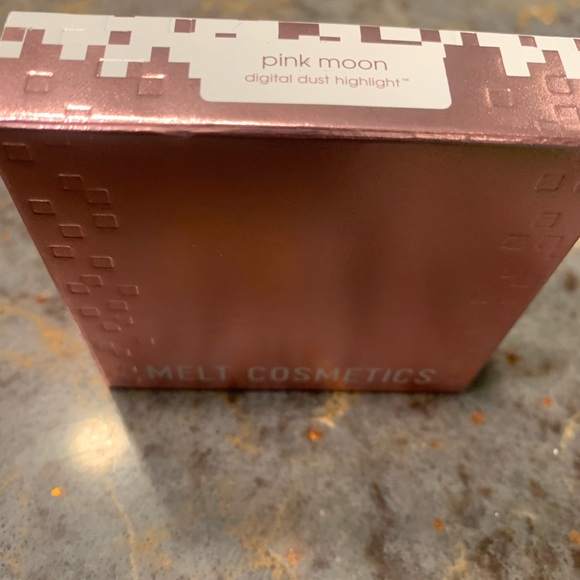 pink moon
digital dust highlight™
MELT COSMETICS